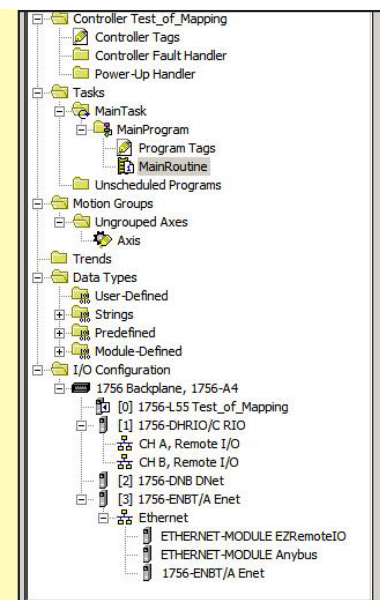 Controller Test_of_Mapping
Controller Tags
Controller Fault Handler
Power-Up Handler
Tasks
MainTask
MainProgram
Program Tags
MainRoutine
Unscheduled Programs
Motion Groups
Ungrouped Axes
Axis
Trends
Data Types
User-Defined
Strings
Predefined
Module-Defined
I/O Configuration
1756 Backplane, 1756-A4
[0] 1756-L55 Test_of_Mapping
[1] 1756-DHRIO/C RIO
CH A, Remote I/O
CH B, Remote I/O
[2] 1756-DNB DNet
[3] 1756-ENBT/A Enet
Ethernet
ETHERNET-MODULE EZRemoteIO
ETHERNET-MODULE Anybus
1756-ENBT/A Enet